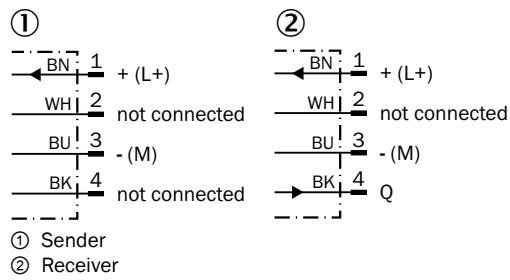 ① ②
BN 1 + (L+)
WH 2 not connected
BU 3 - (M)
BK 4 not connected
BN 1 + (L+)
WH 2 not connected
BU 3 - (M)
BK 4 Q
① Sender
② Receiver